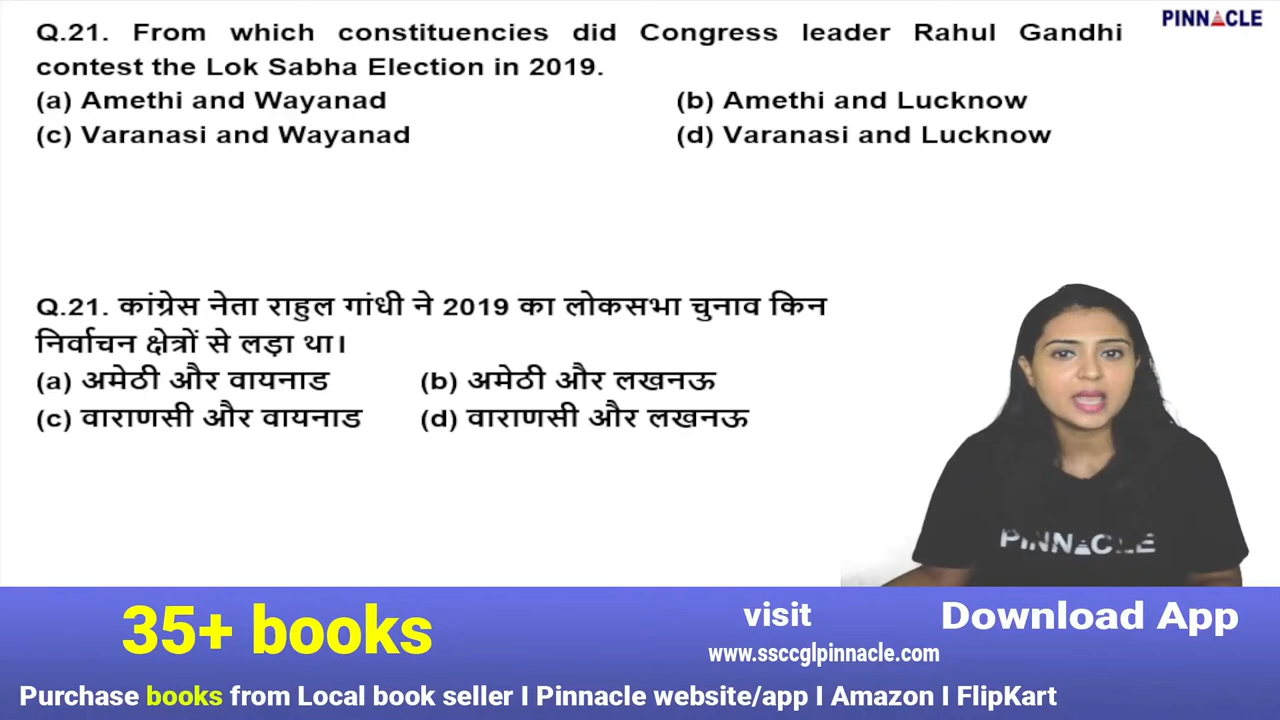 PINNACLE
Q.21. From which constituencies did Congress leader Rahul Gandhi
contest the Lok Sabha Election in 2019.
(a) Amethi and Wayanad (b) Amethi and Lucknow
(c) Varanasi and Wayanad (d) Varanasi and Lucknow
Q.21. कांग्रेस नेता राहुल गांधी ने 2019 का लोकसभा चुनाव किन
निर्वाचन क्षेत्रों से लड़ा था।
(a) अमेठी और वायनाड (b) अमेठी और लखनऊ
(c) वाराणसी और वायनाड (d) वाराणसी और लखनऊ
PINNACLE
35+ books
visit
www.ssccglpinnacle.com
Download App
Purchase books from Local book seller I Pinnacle website/app I Amazon I FlipKart